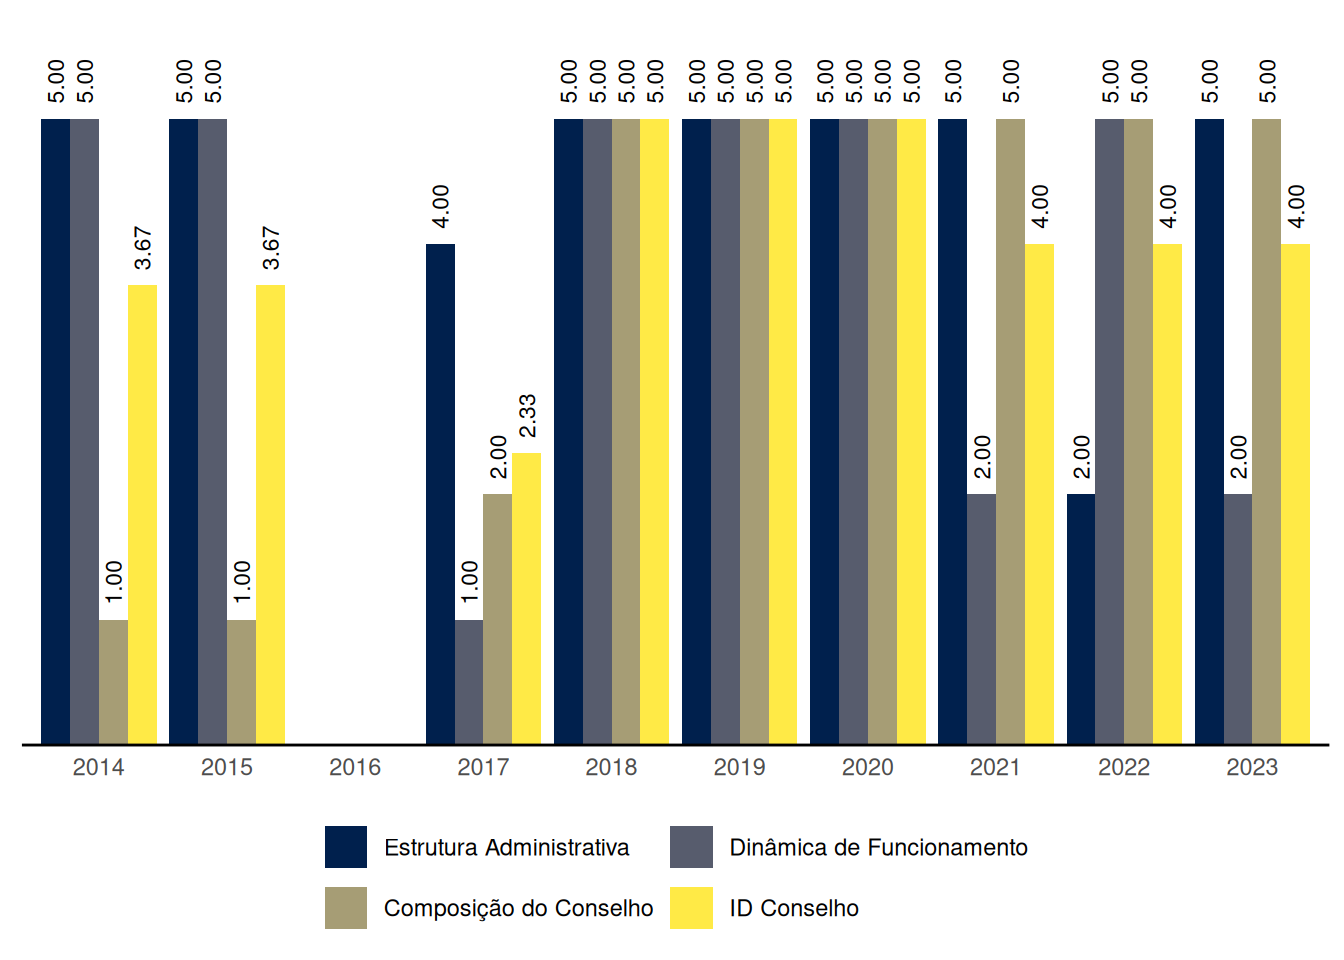 5.00 5.00 1.00 3.67 5.00 5.00 1.00 3.67 4.00 1.00 2.00 2.33 5.00 5.00 5.00 5.00 5.00 5.00 5.00 5.00 5.00 5.00 5.00 5.00 5.00 2.00 5.00 4.00 2.00 5.00 5.00 4.00 5.00 2.00 5.00 4.00
2014 2015 2016 2017 2018 2019 2020 2021 2022 2023
Estrutura Administrativa Dinâmica de Funcionamento
Composição do Conselho ID Conselho